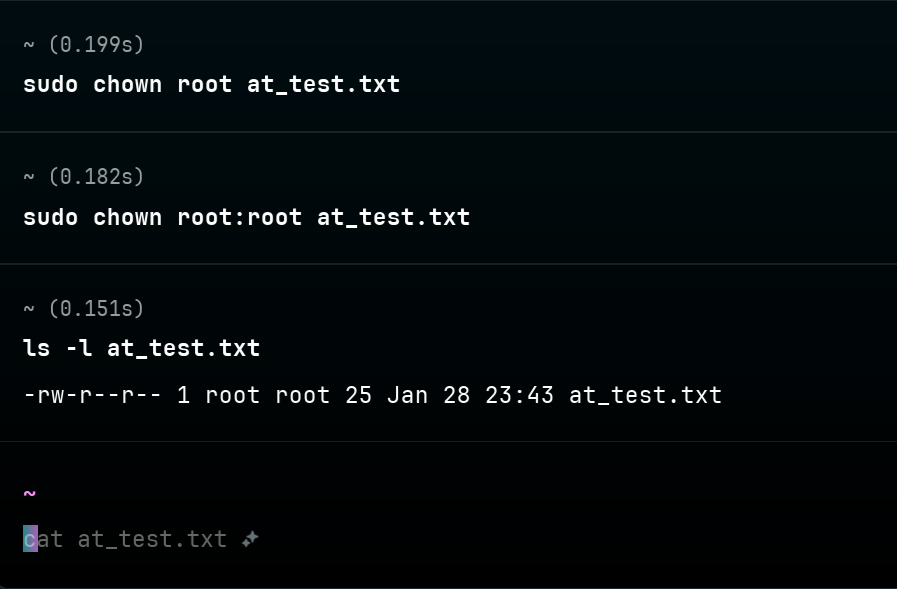 ~ (0.199s)
sudo chown root at_test.txt
~ (0.182s)
sudo chown root:root at_test.txt
~ (0.151s)
ls -l at_test.txt
-rw-r--r-- 1 root root 25 Jan 28 23:43 at_test.txt
~
cat at_test.txt